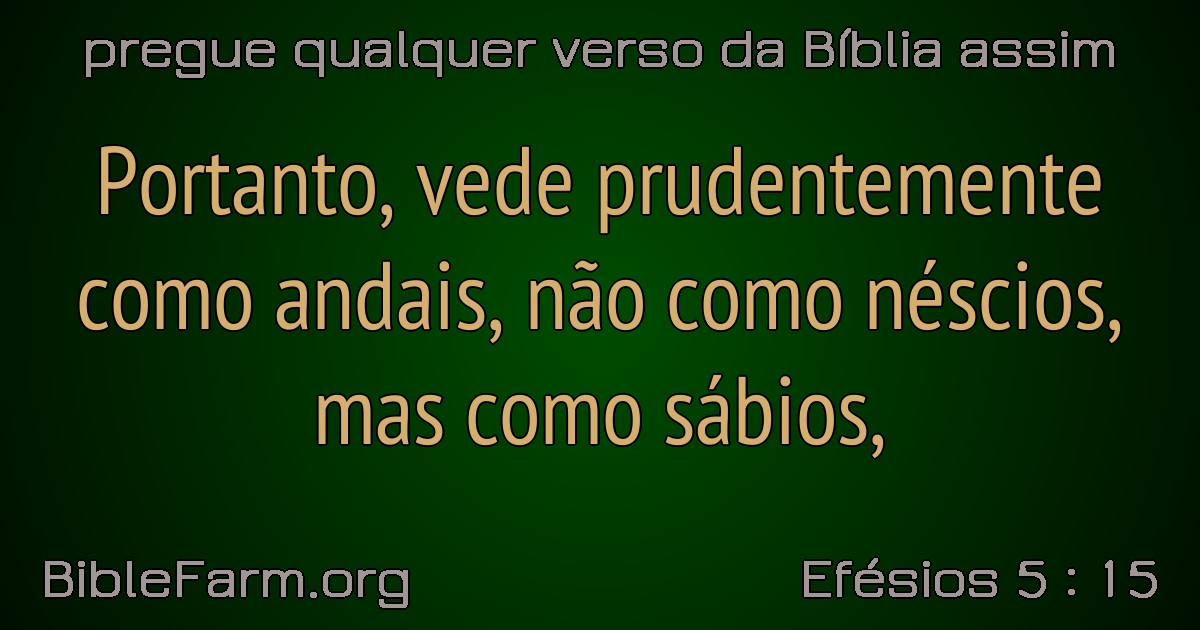 pregue qualquer verso da Bíblia assim
Portanto, vede prudentemente
como andais, não como néscios,
mas como sábios,
BibleFarm.org
Efésios 5 : 15